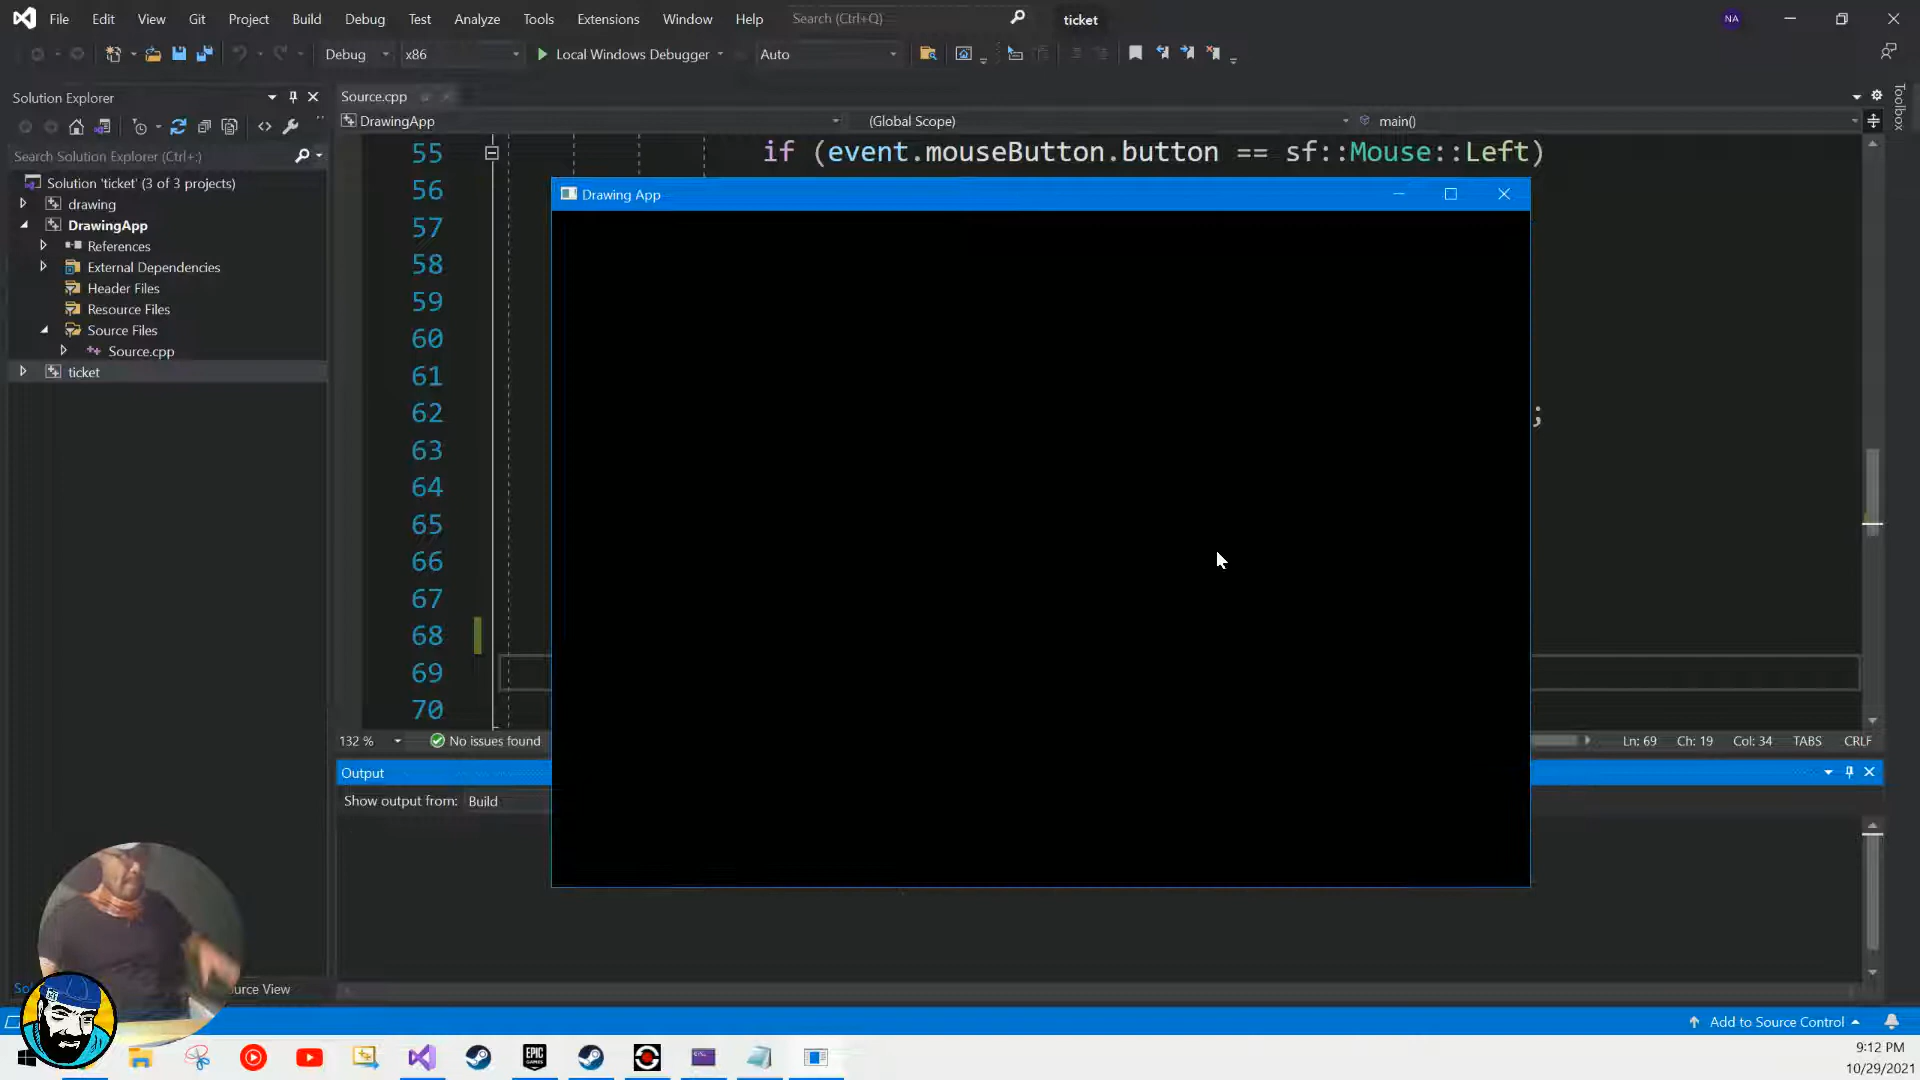 File Edit View Git Project Build Debug Test Analyze Tools Extensions Window Help Search (Ctrl+Q) ticket NA
Debug x86 Local Windows Debugger Auto
Solution Explorer
Search Solution Explorer (Ctrl+;)
Solution 'ticket' (3 of 3 projects)
drawing
DrawingApp
References
External Dependencies
Header Files
Resource Files
Source Files
Source.cpp
ticket
Source.cpp
DrawingApp (Global Scope) main()
Toolbox
55 if (event.mouseButton.button == sf::Mouse::Left)
56
57
58
59
60
61
62 ;
63
64
65
66
67
68
69
70
Drawing App
132 % No issues found Ln: 69 Ch: 19 Col: 34 TABS CRLF
Output
Show output from: Build
View
Add to Source Control
EPIC GAMES
9:12 PM
10/29/2021